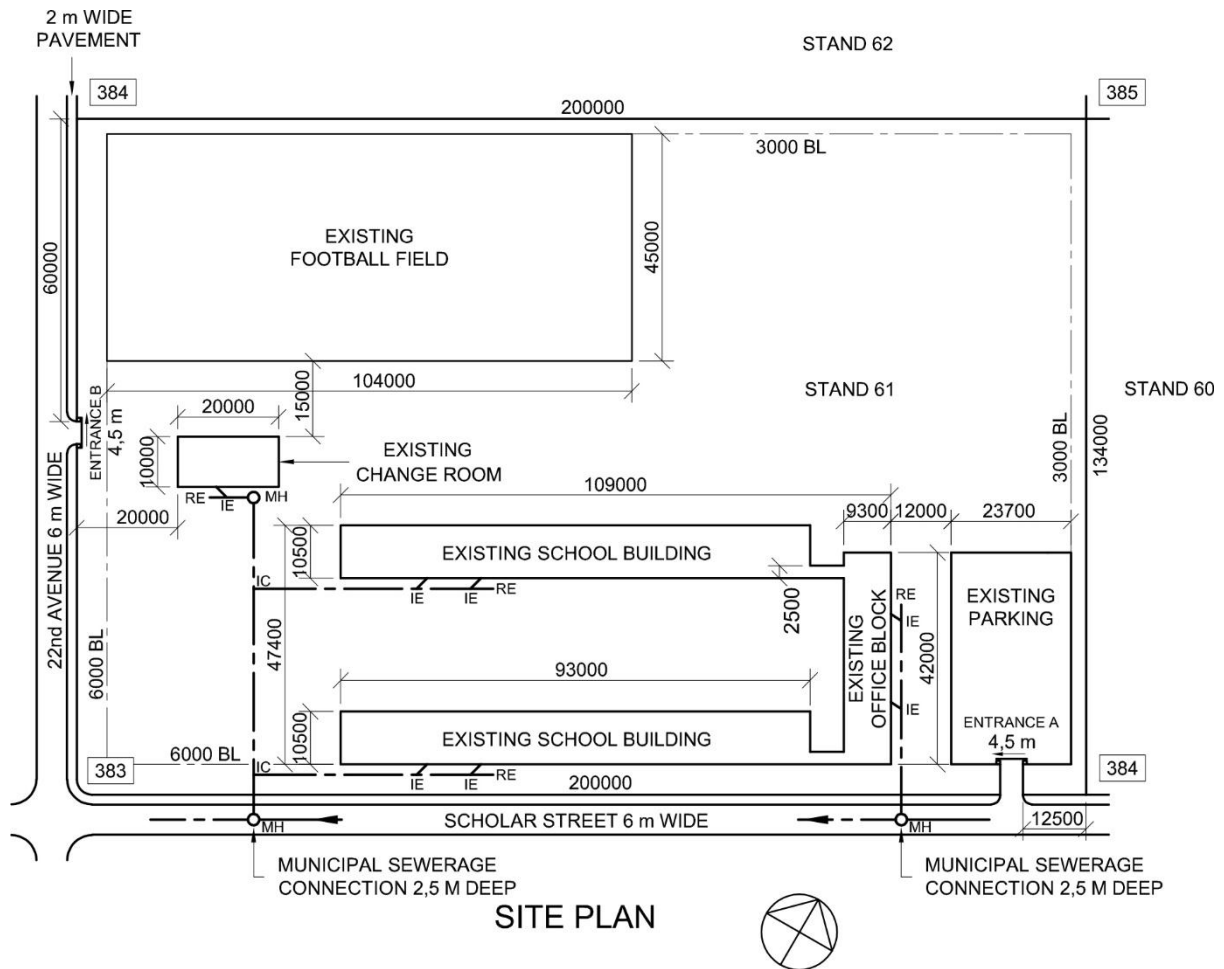 2 m WIDE
PAVEMENT
STAND 62
384
385
200000
3000 BL
EXISTING
FOOTBALL FIELD
45000
60000
104000
15000
STAND 61
STAND 60
ENTRANCE B
4,5 m
20000
10000
EXISTING
CHANGE ROOM
3000 BL
134000
RE
IE
MH
109000
20000
9300
12000
23700
22nd AVENUE 6 m WIDE
10500
EXISTING SCHOOL BUILDING
IC
IE
IE
RE
2500
RE
IE
EXISTING
PARKING
47400
EXISTING
OFFICE BLOCK
42000
6000 BL
93000
IE
ENTRANCE A
4,5 m
10500
EXISTING SCHOOL BUILDING
6000 BL
383
IC
IE
IE
RE
384
200000
MH
SCHOLAR STREET 6 m WIDE
MH
12500
MUNICIPAL SEWERAGE
CONNECTION 2,5 M DEEP
MUNICIPAL SEWERAGE
CONNECTION 2,5 M DEEP
SITE PLAN